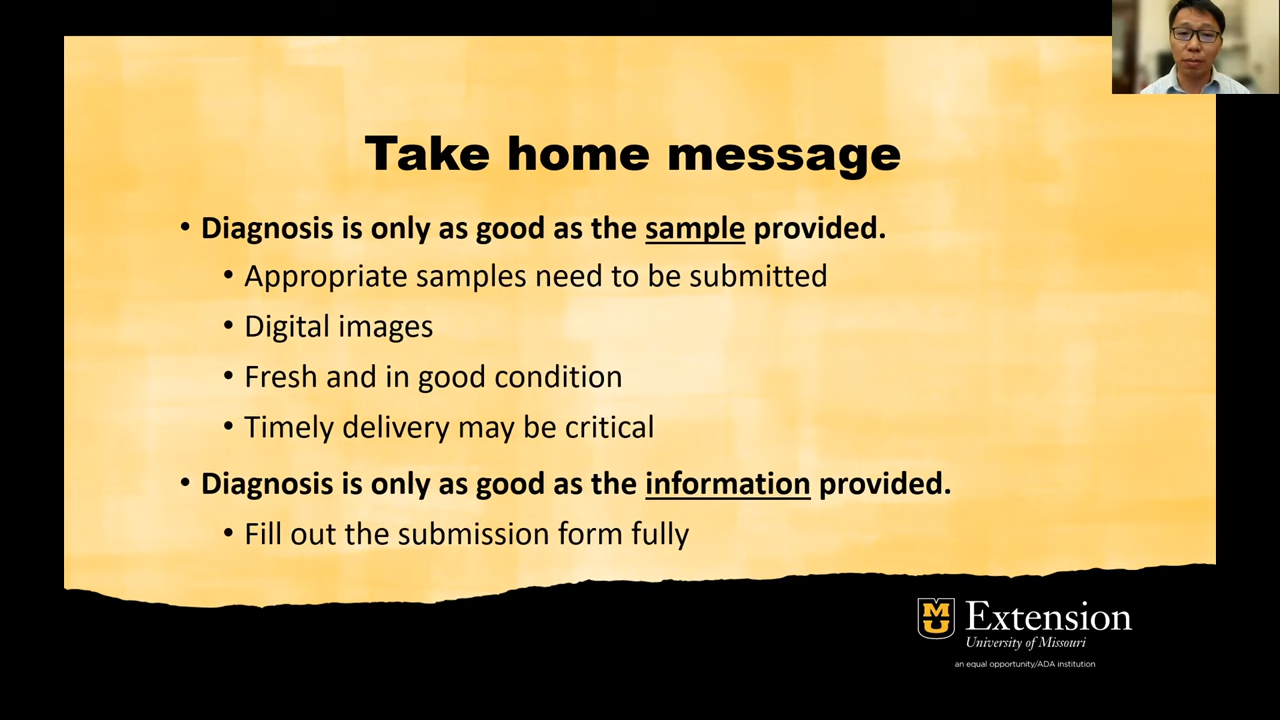 Take home message
• Diagnosis is only as good as the sample provided.
• Appropriate samples need to be submitted
• Digital images
• Fresh and in good condition
• Timely delivery may be critical
• Diagnosis is only as good as the information provided.
• Fill out the submission form fully
MU Extension
University of Missouri
an equal opportunity/ADA institution